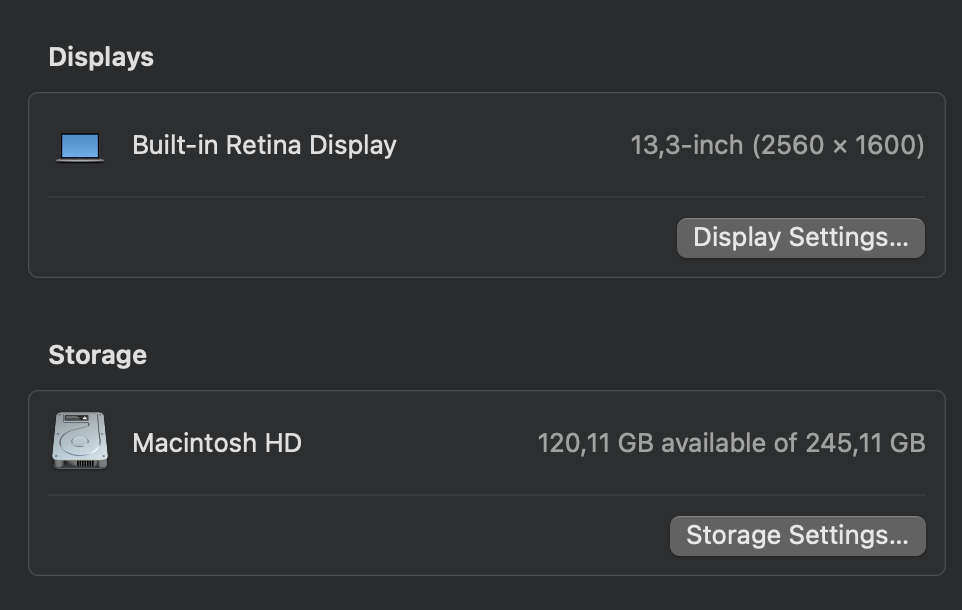 Displays
Built-in Retina Display
13,3-inch (2560 × 1600)
Display Settings...
Storage
Macintosh HD
120,11 GB available of 245,11 GB
Storage Settings...